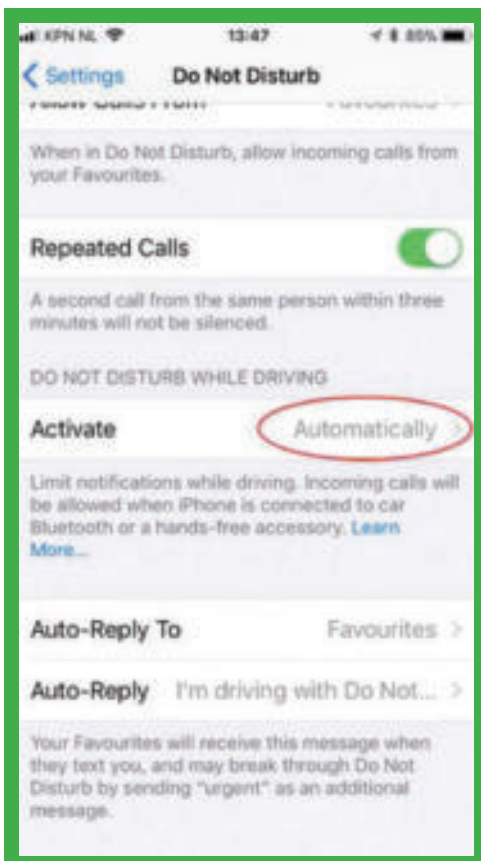 KPN NL 13:47 85%
Settings Do Not Disturb
Allow Calls From Favourites
When in Do Not Disturb, allow incoming calls from
your Favourites.
Repeated Calls
A second call from the same person within three
minutes will not be silenced.
DO NOT DISTURB WHILE DRIVING
Activate Automatically
Limit notifications while driving. Incoming calls will
be allowed when iPhone is connected to car
Bluetooth or a hands-free accessory. Learn
More...
Auto-Reply To Favourites
Auto-Reply I'm driving with Do Not...
Your Favourites will receive this message when
they text you, and may break through Do Not
Disturb by sending "urgent" as an additional
message.